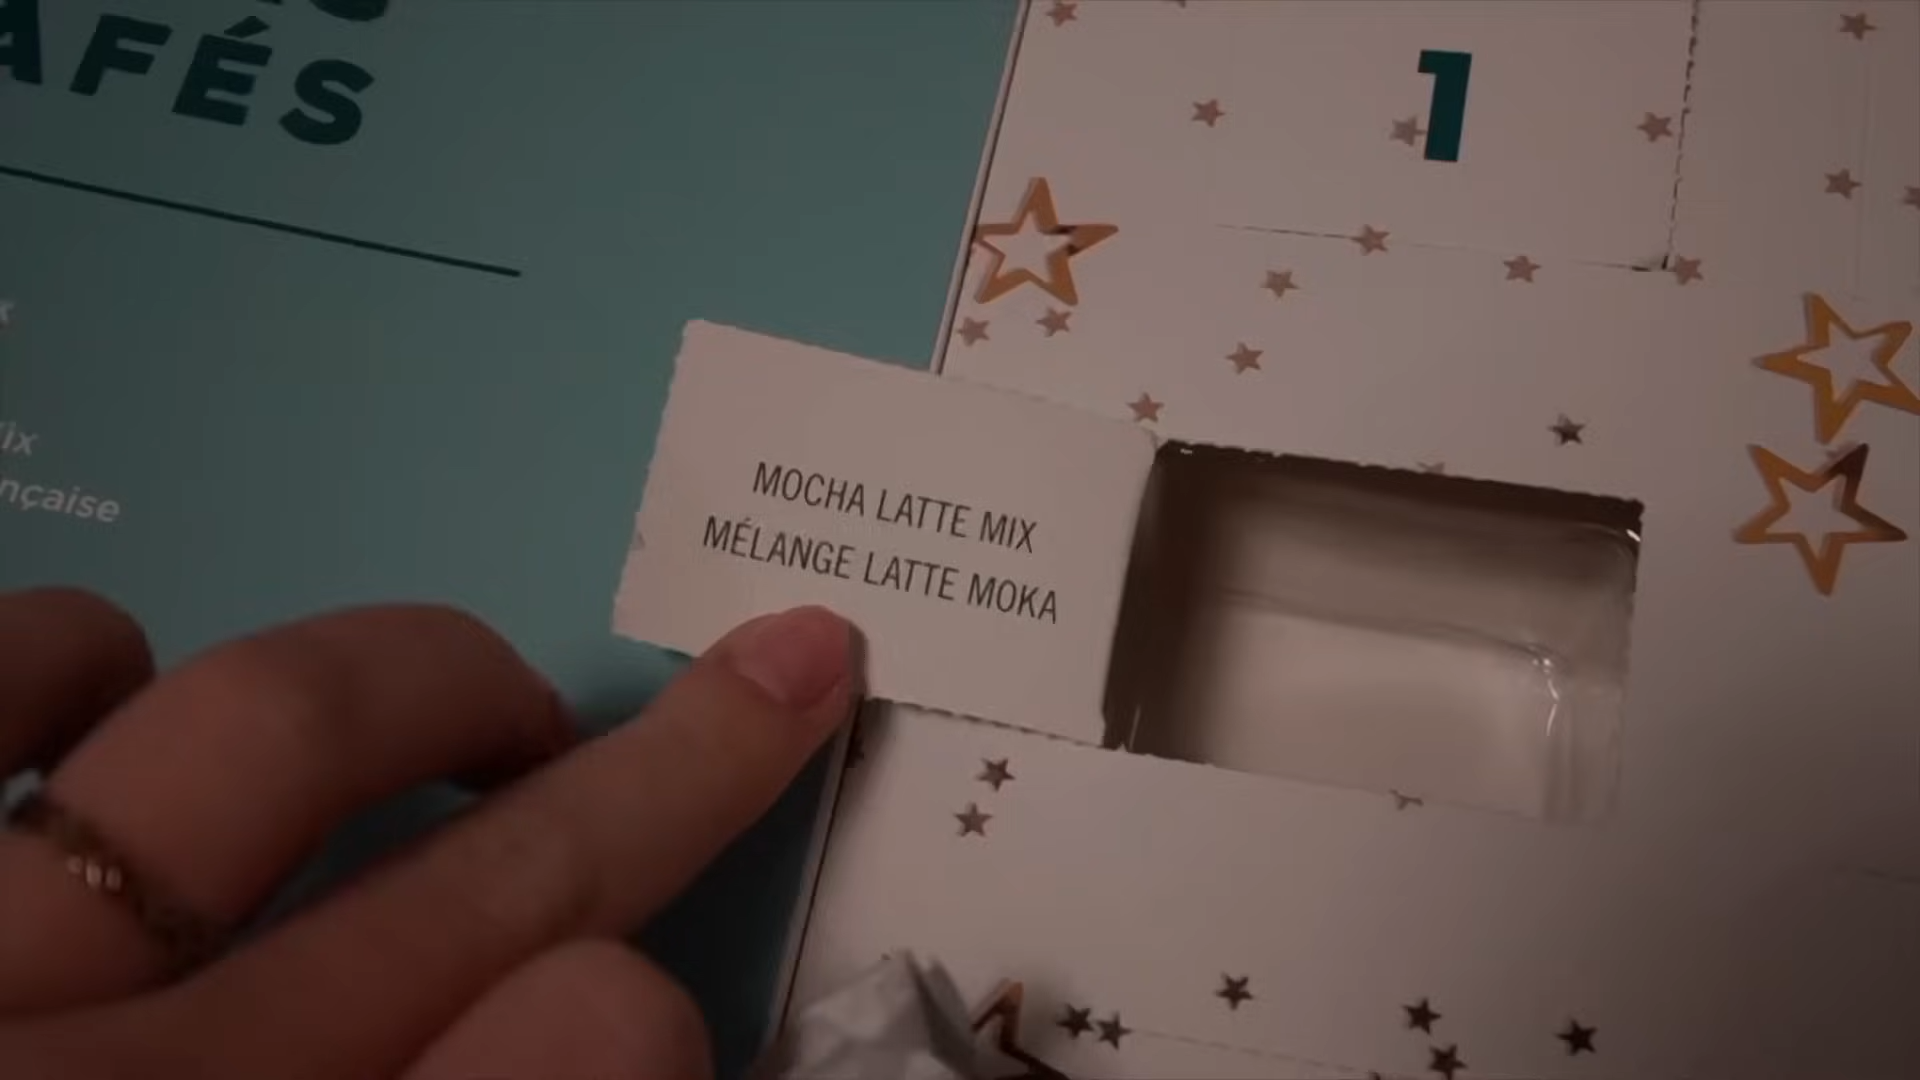 AFÉS
ix
nçaise
1
MOCHA LATTE MIX
MÉLANGE LATTE MOKA